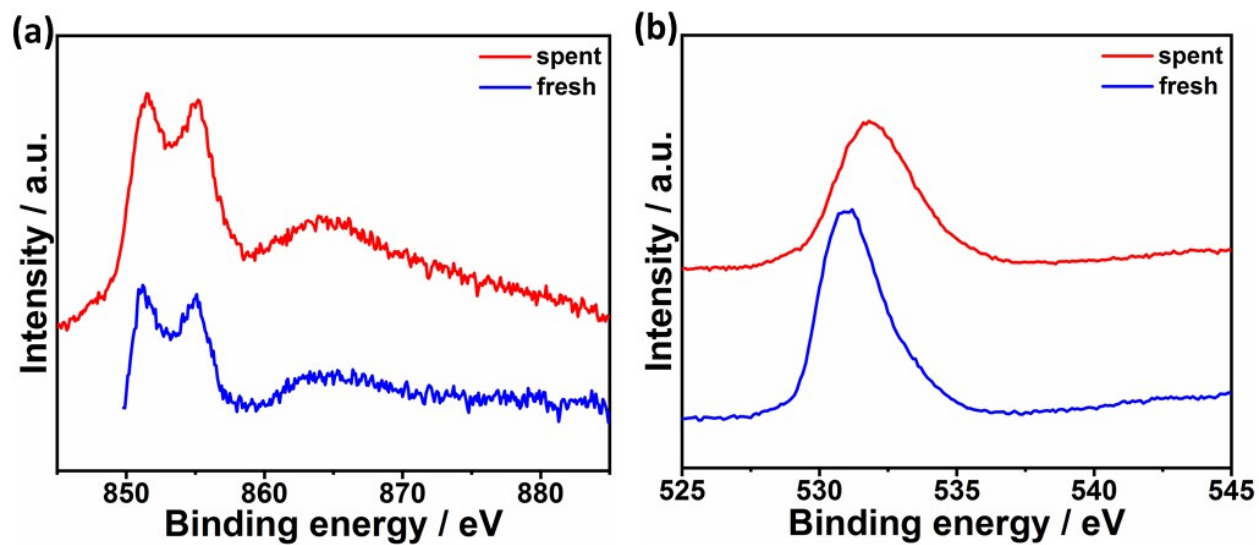 (a)
spent
fresh
Intensity / a.u.
850 860 870 880
Binding energy / eV
(b)
spent
fresh
Intensity / a.u.
525 530 535 540 545
Binding energy / eV